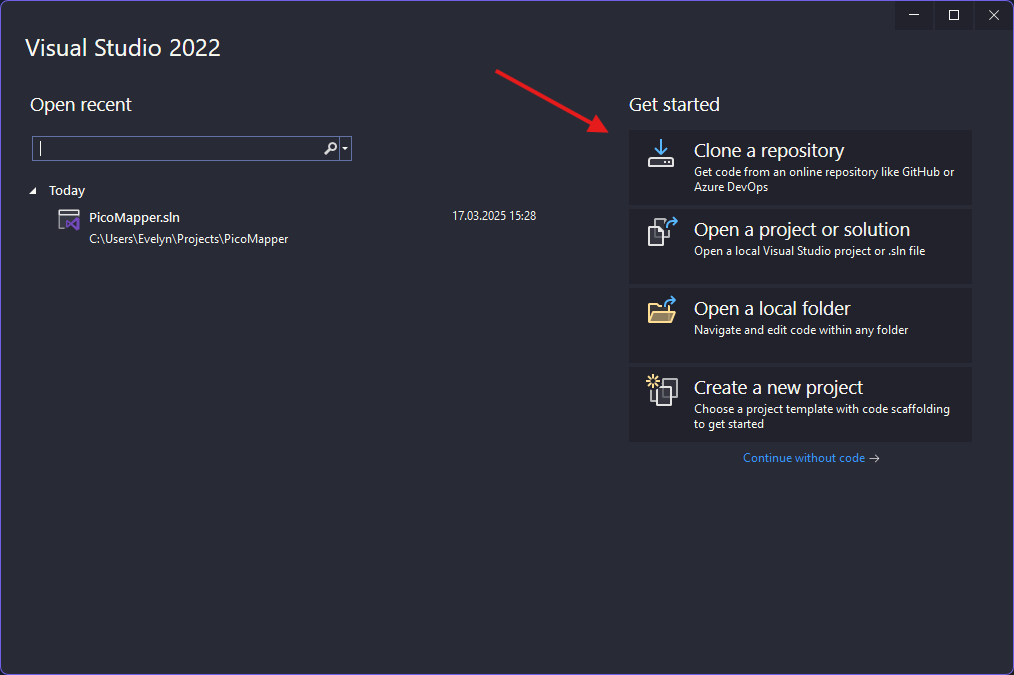 Visual Studio 2022
Open recent
Today
PicoMapper.sln
17.03.2025 15:28
C:\Users\Evelyn\Projects\PicoMapper
Get started
Clone a repository
Get code from an online repository like GitHub or
Azure DevOps
Open a project or solution
Open a local Visual Studio project or .sln file
Open a local folder
Navigate and edit code within any folder
Create a new project
Choose a project template with code scaffolding
to get started
Continue without code →